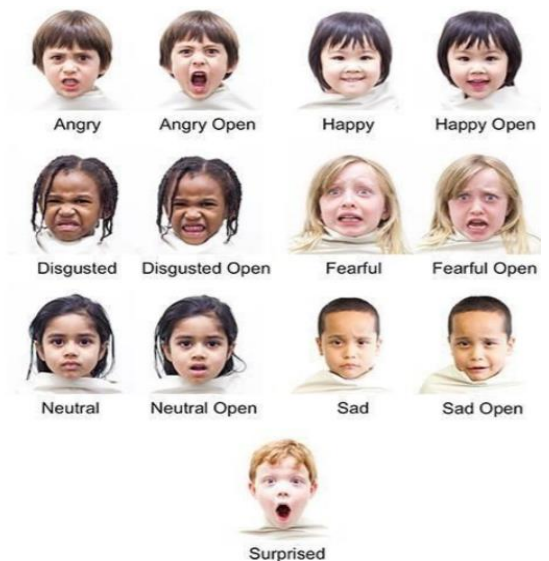 Angry
Angry Open
Happy
Happy Open
Disgusted
Disgusted Open
Fearful
Fearful Open
Neutral
Neutral Open
Sad
Sad Open
Surprised